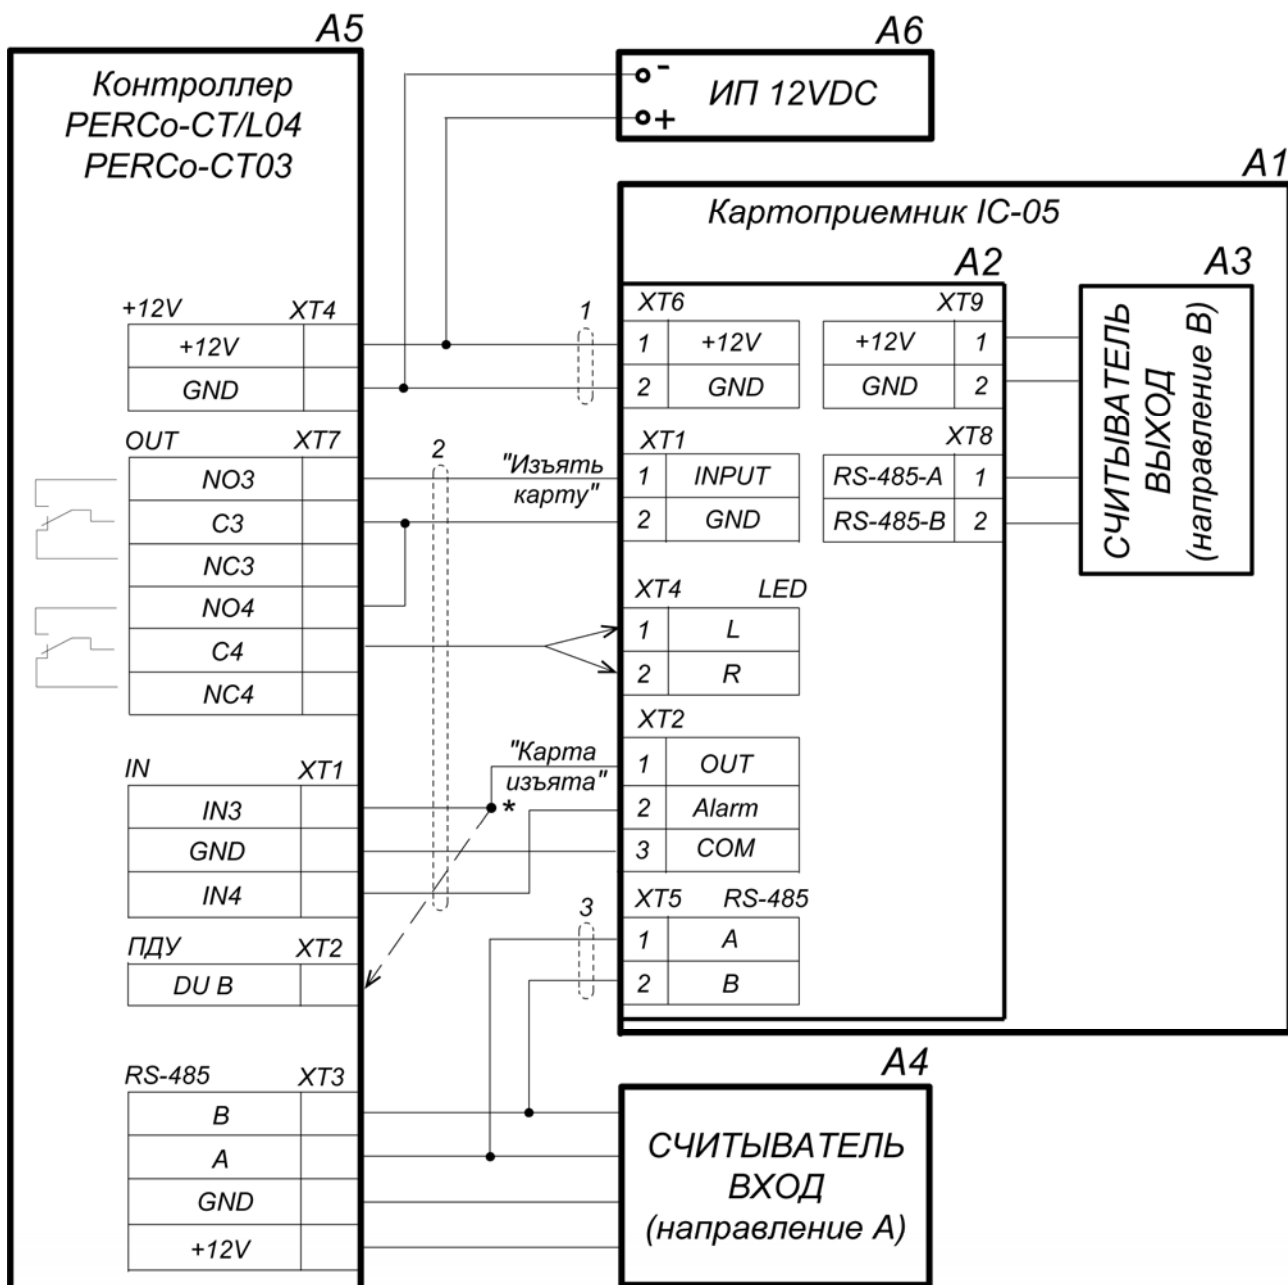 A5
Контроллер
PERCo-CT/L04
PERCo-CT03
+12V XT4
+12V
GND
OUT XT7
NO3
C3
NC3
NO4
C4
NC4
IN XT1
IN3
GND
IN4
ПДУ XT2
DU B
RS-485 XT3
B
A
GND
+12V
1
2
"Изъять
карту"
"Карта
изъята"
*
3
A6
-
+
ИП 12VDC
A1
Картоприемник IC-05
A2
XT6
1 +12V
2 GND
XT1
1 INPUT
2 GND
XT4 LED
1 L
2 R
XT2
1 OUT
2 Alarm
3 COM
XT5 RS-485
1 A
2 B
XT9
+12V 1
GND 2
XT8
RS-485-A 1
RS-485-B 2
A3
СЧИТЫВАТЕЛЬ
ВЫХОД
(направление B)
A4
СЧИТЫВАТЕЛЬ
ВХОД
(направление A)